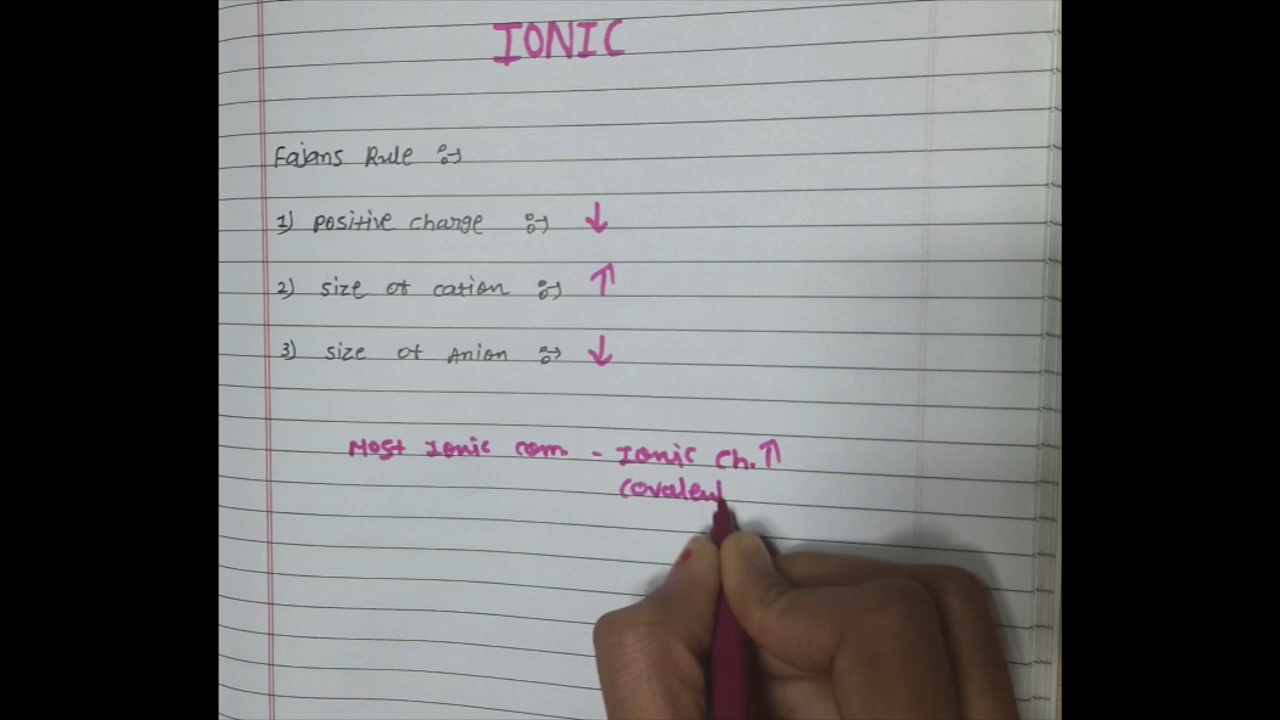 IONIC
Fajans Rule :-
1) positive charge :- ↓
2) size of cation :- ↑
3) size of Anion :- ↓
Most Ionic com - Ionic Ch. ↑
Covalent